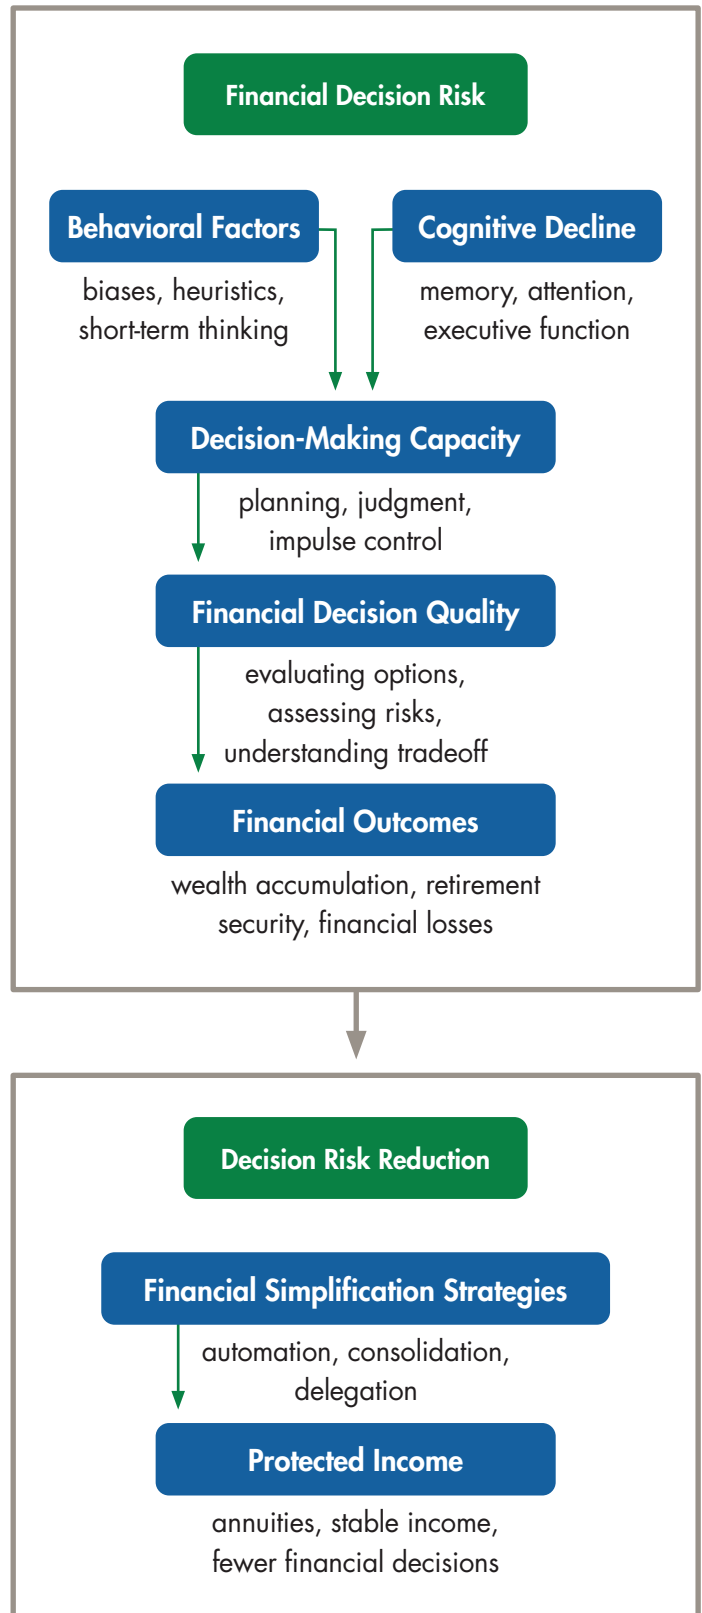 Financial Decision Risk
Behavioral Factors
biases, heuristics,
short-term thinking
Cognitive Decline
memory, attention,
executive function
Decision-Making Capacity
planning, judgment,
impulse control
Financial Decision Quality
evaluating options,
assessing risks,
understanding tradeoff
Financial Outcomes
wealth accumulation, retirement
security, financial losses
Decision Risk Reduction
Financial Simplification Strategies
automation, consolidation,
delegation
Protected Income
annuities, stable income,
fewer financial decisions